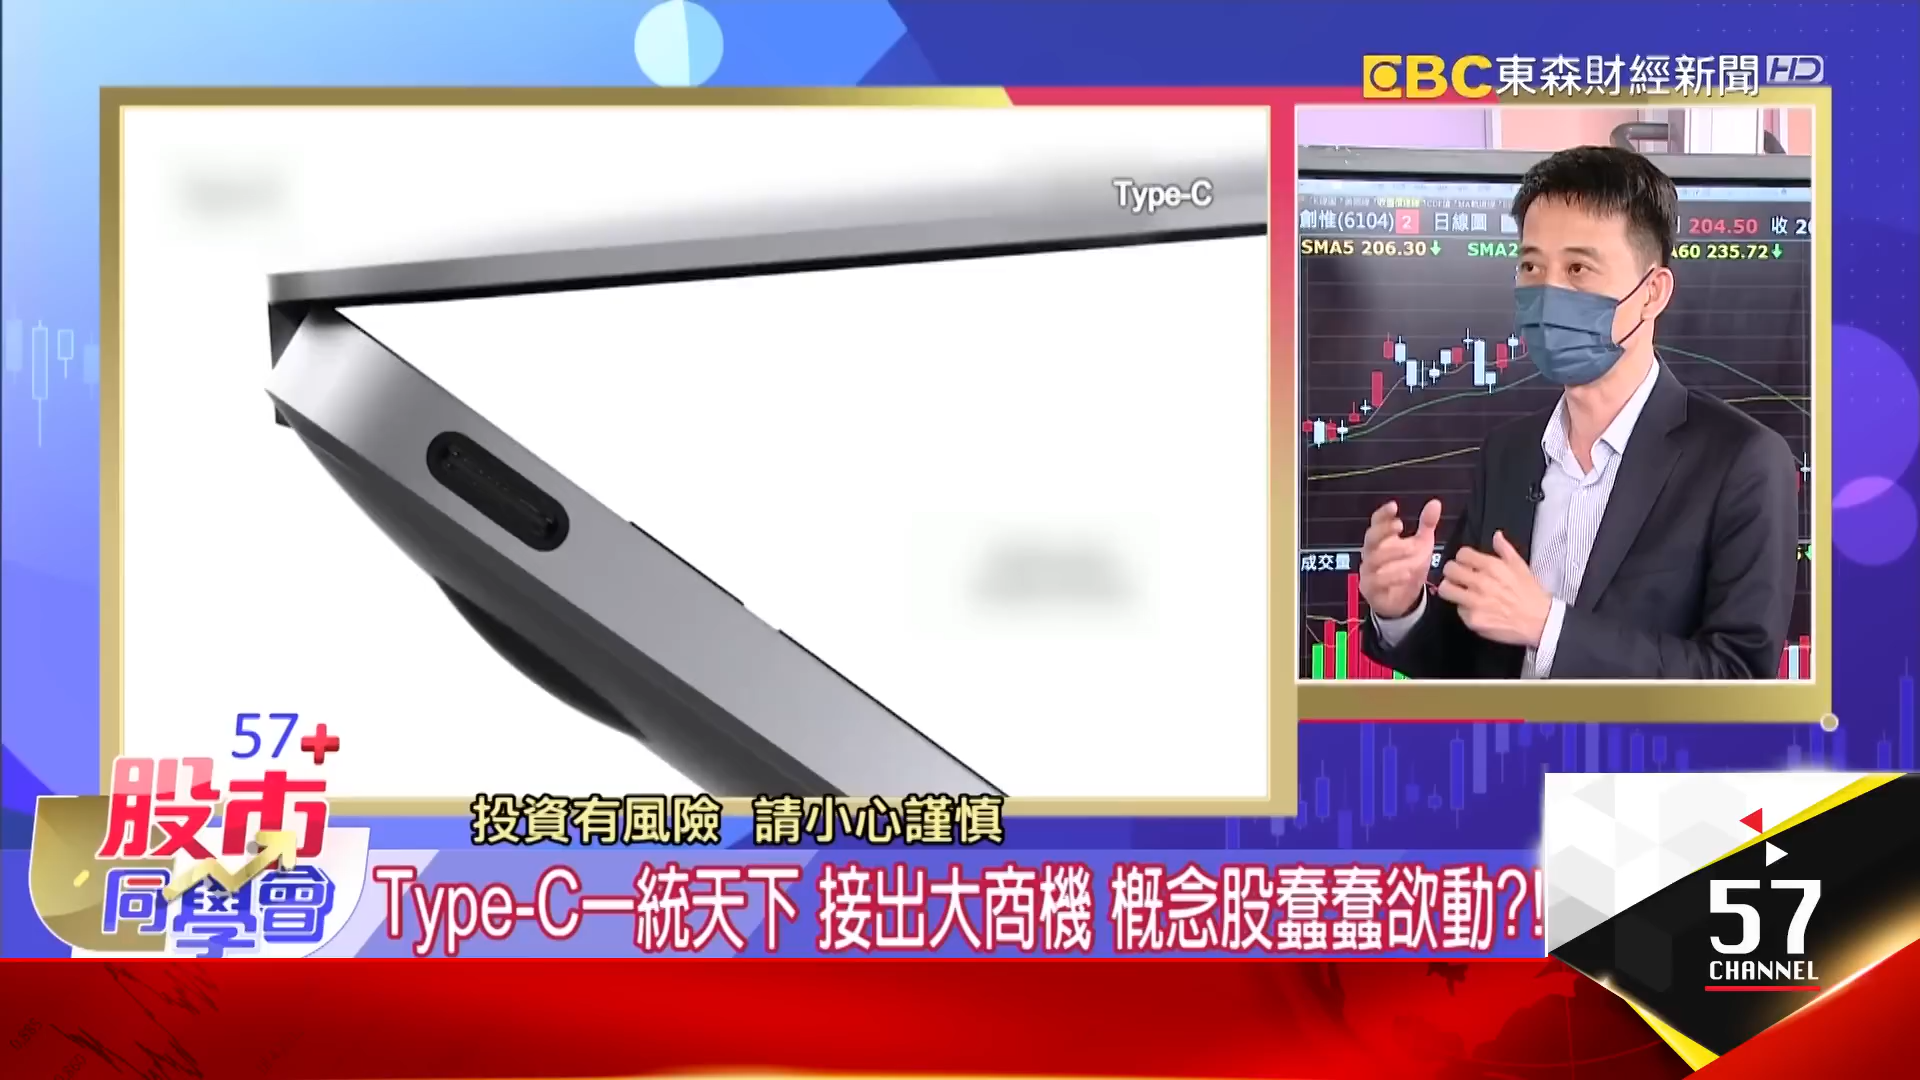 EBC東森財經新聞HD
Type-C
創惟(6104) 2 日線圖
204.50 收
SMA5 206.30↓ SMA2
A60 235.72↓
成交量
57+
股市
同學會
投資有風險 請小心謹慎
Type-C一統天下 接出大商機 概念股蠢蠢欲動?!
57
CHANNEL